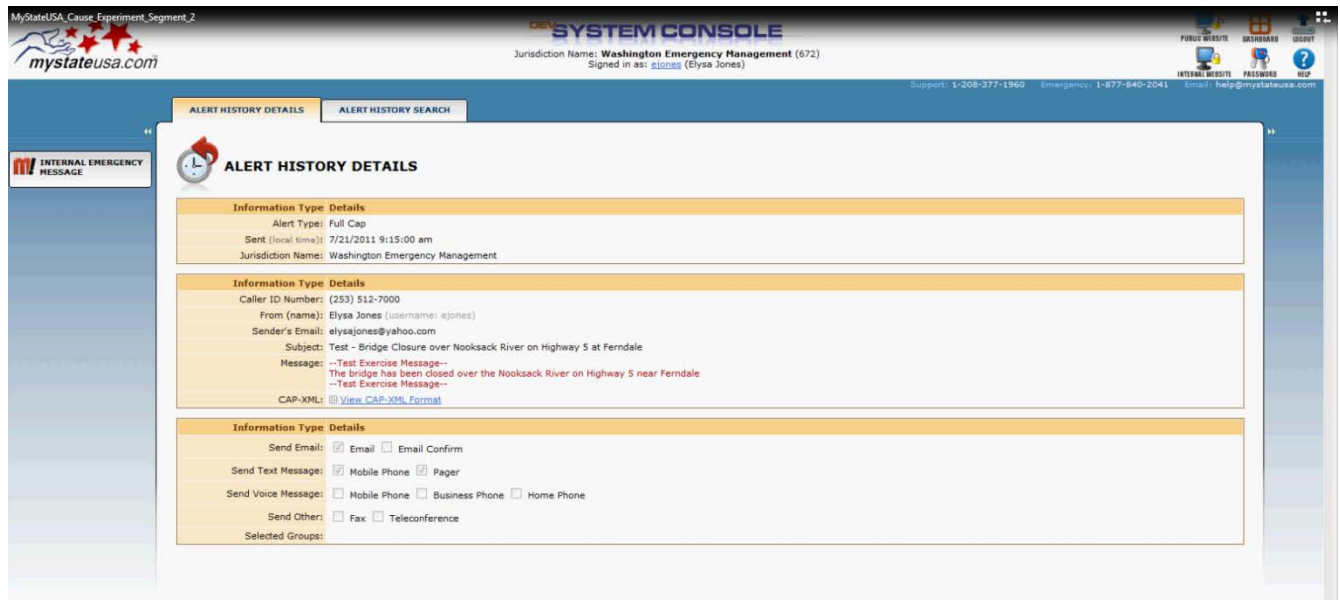 MyStateUSA_Cause_Experiment_Segment_2
mystateusa.com
DEV SYSTEM CONSOLE
Jurisdiction Name: Washington Emergency Management (672)
Signed in as: ejones (Elysa Jones)
PUBLIC WEBSITE DASHBOARD LOGOUT
INTERNAL WEBSITE PASSWORD HELP
Support: 1-208-377-1960 Emergency: 1-877-840-2041 Email: help@mystateusa.com
ALERT HISTORY DETAILS ALERT HISTORY SEARCH
INTERNAL EMERGENCY
MESSAGE
ALERT HISTORY DETAILS
Information Type Details
Alert Type: Full Cap
Sent (local time): 7/21/2011 9:15:00 am
Jurisdiction Name: Washington Emergency Management
Information Type Details
Caller ID Number: (253) 512-7000
From (name): Elysa Jones (username: ejones)
Sender's Email: elysajones@yahoo.com
Subject: Test - Bridge Closure over Nooksack River on Highway 5 at Ferndale
Message: --Test Exercise Message--
The bridge has been closed over the Nooksack River on Highway 5 near Ferndale
--Test Exercise Message--
CAP-XML: View CAP-XML Format
Information Type Details
Send Email: Email Email Confirm
Send Text Message: Mobile Phone Pager
Send Voice Message: Mobile Phone Business Phone Home Phone
Send Other: Fax Teleconference
Selected Groups: